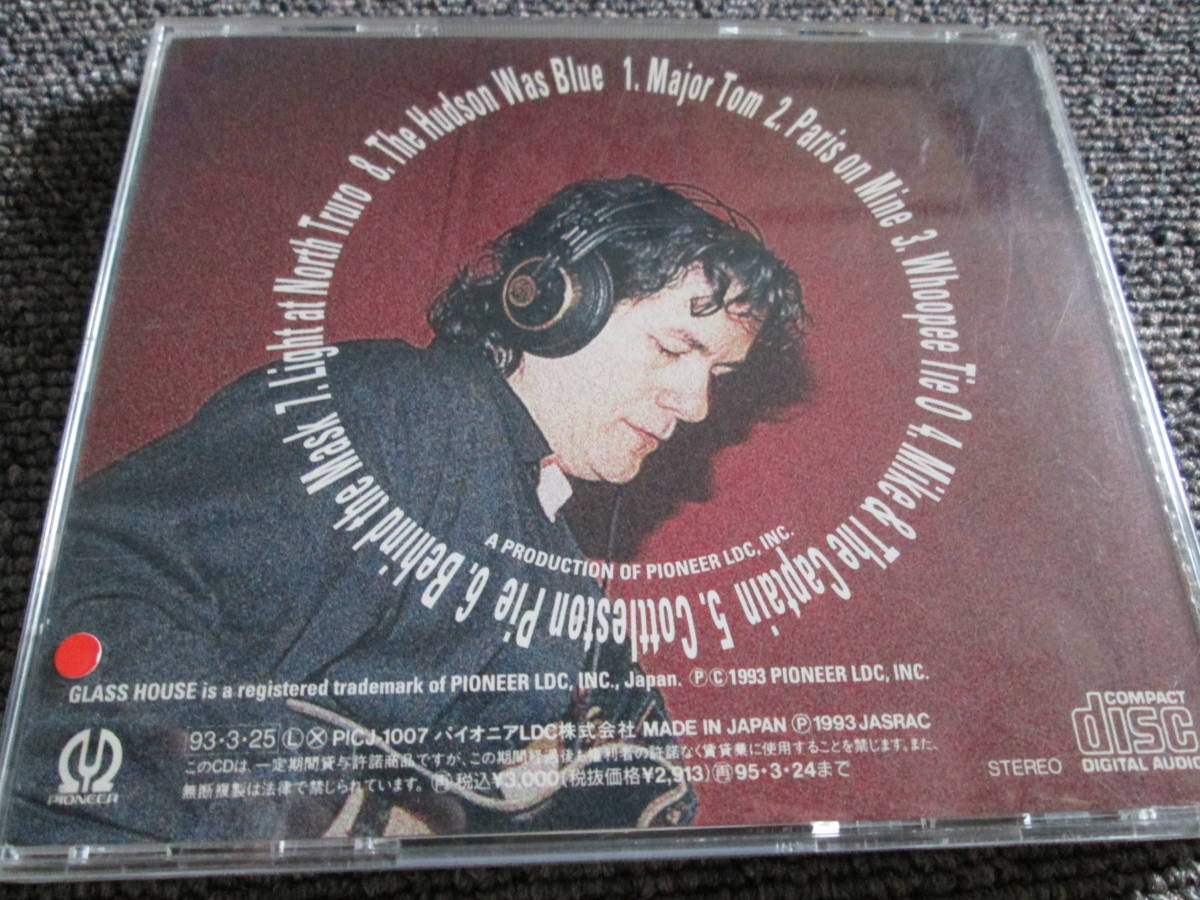 1. Major Tom 2. Paris on Mine 3. Whoopee Tie O 4. Mike & The Captain 5. Cottleston Pie 6. Behind the Mask 7. Light at North Truro 8. The Hudson Was Blue
A PRODUCTION OF PIONEER LDC, INC.
GLASS HOUSE is a registered trademark of PIONEER LDC, INC., Japan. ⓅⒸ1993 PIONEER LDC, INC.
93·3·25 Ⓛ Ⓧ PICJ-1007 パイオニアLDC株式会社 MADE IN JAPAN Ⓟ1993 JASRAC
このCDは、一定期間貸与許諾商品ですが、この期間経過後も権利者の許諾なく賃貸業に使用することを禁じます。また、
無断複製は法律で禁じられています。 ㊢税込¥3,000(税抜価格¥2,913) ㊢95·3·24まで
PIONEER
STEREO
COMPACT
disc
DIGITAL AUDIO